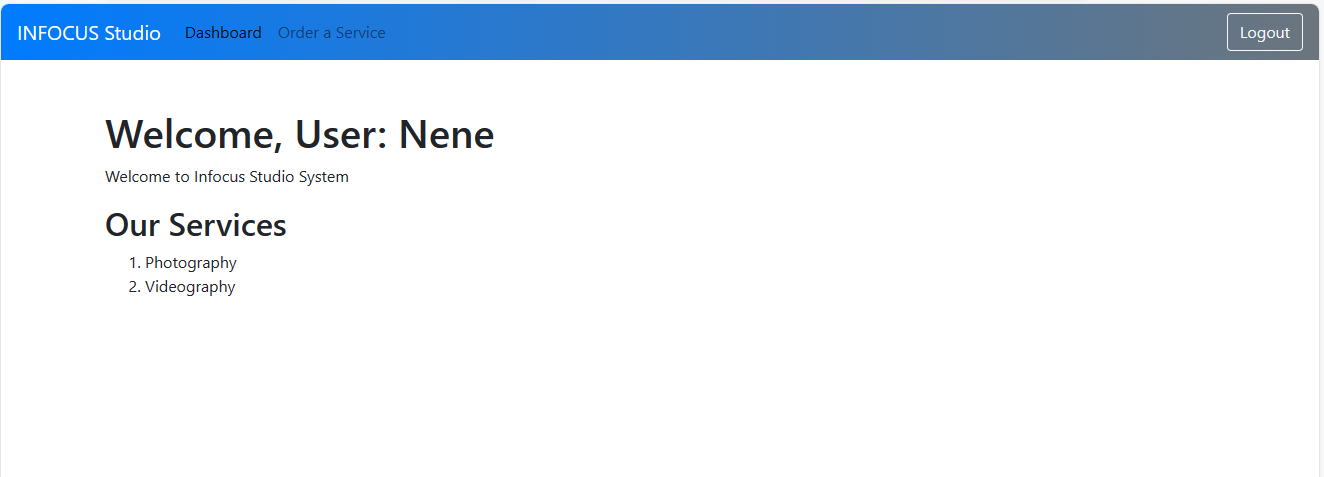 INFOCUS Studio Dashboard Order a Service Logout
Welcome, User: Nene
Welcome to Infocus Studio System
Our Services
1. Photography
2. Videography